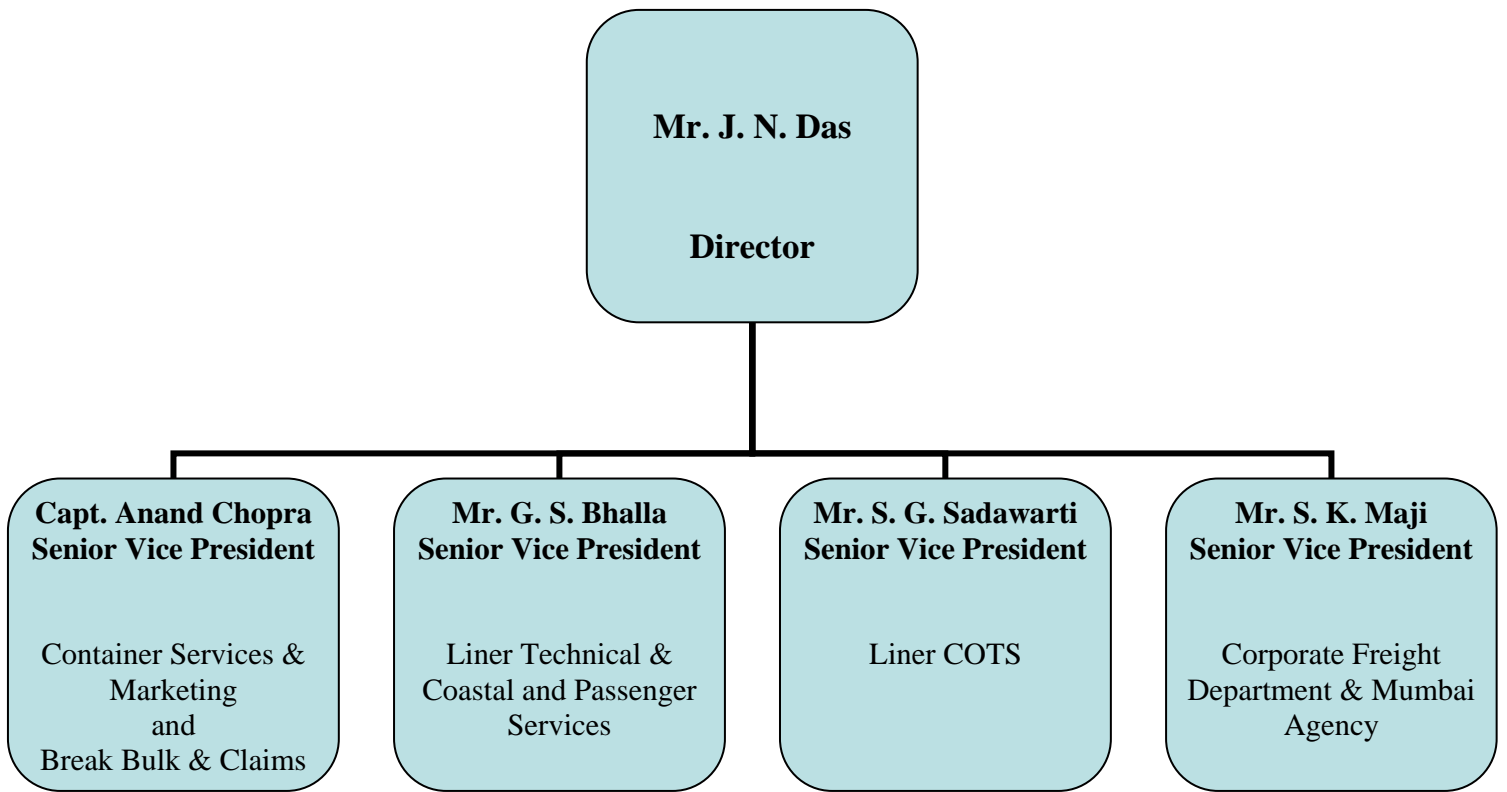 Mr. J. N. Das
Director
Capt. Anand Chopra
Senior Vice President
Container Services &
Marketing
and
Break Bulk & Claims
Mr. G. S. Bhalla
Senior Vice President
Liner Technical &
Coastal and Passenger
Services
Mr. S. G. Sadawarti
Senior Vice President
Liner COTS
Mr. S. K. Maji
Senior Vice President
Corporate Freight
Department & Mumbai
Agency